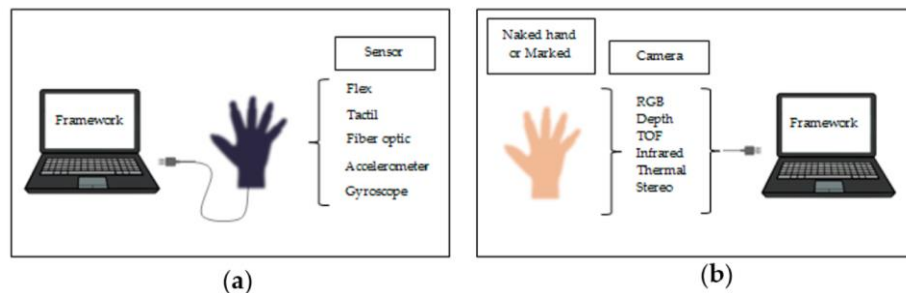 Framework
Sensor
Flex
Tactil
Fiber optic
Accelerometer
Gyroscope
(a)
Naked hand
or Marked
Camera
RGB
Depth
TOF
Infrared
Thermal
Stereo
Framework
(b)